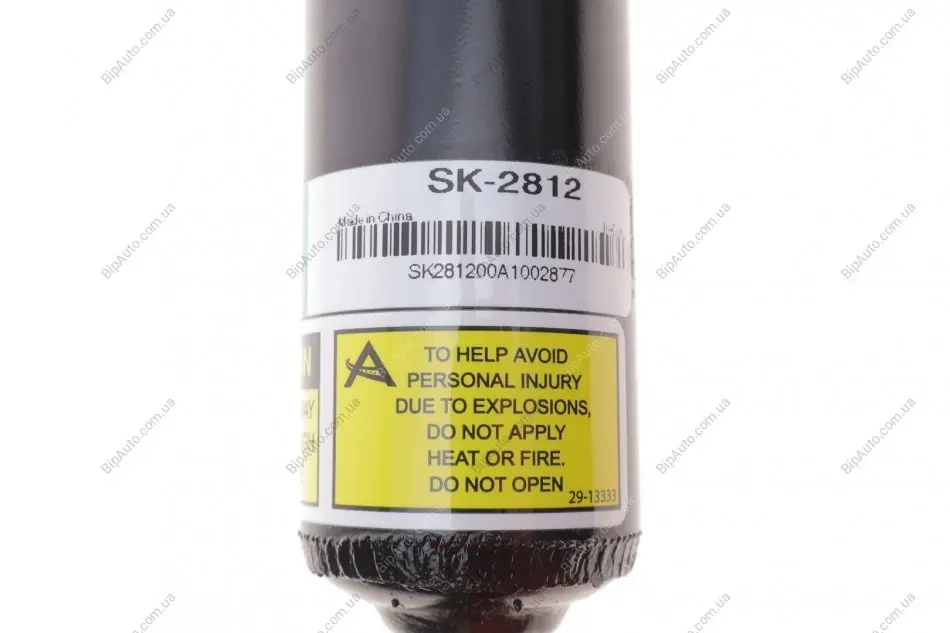 SK-2812
Made in China
SK281200A1002877
TO HELP AVOID
PERSONAL INJURY
DUE TO EXPLOSIONS,
DO NOT APPLY
HEAT OR FIRE.
DO NOT OPEN
29-13333
BipAuto.com.ua